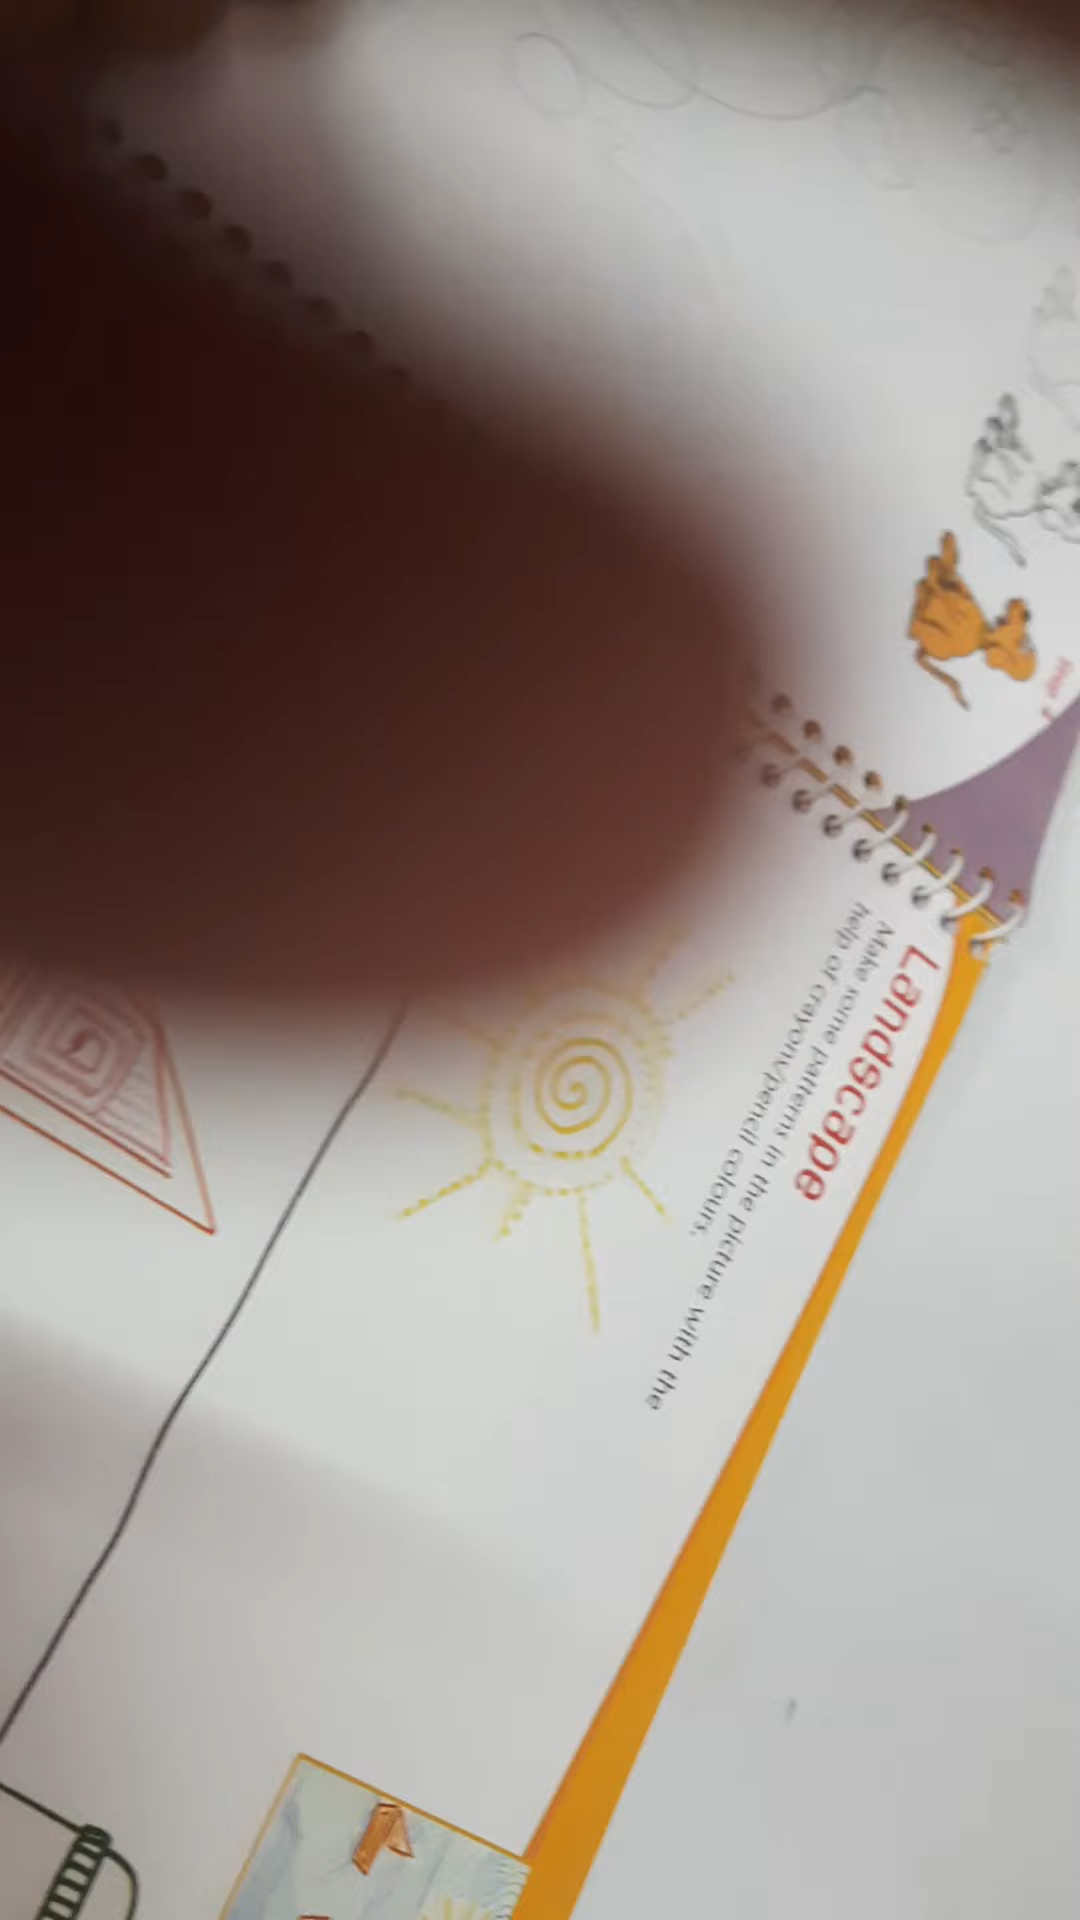 Landscape
Make some patterns in the picture with the
help of crayon/pencil colours.